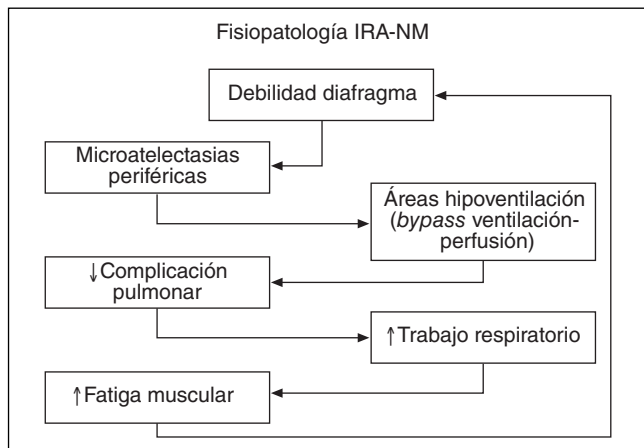 Fisiopatología IRA-NM
Debilidad diafragma
Microatelectasias
periféricas
Áreas hipoventilación
(bypass ventilación-
perfusión)
↓Complicación
pulmonar
↑Trabajo respiratorio
↑Fatiga muscular